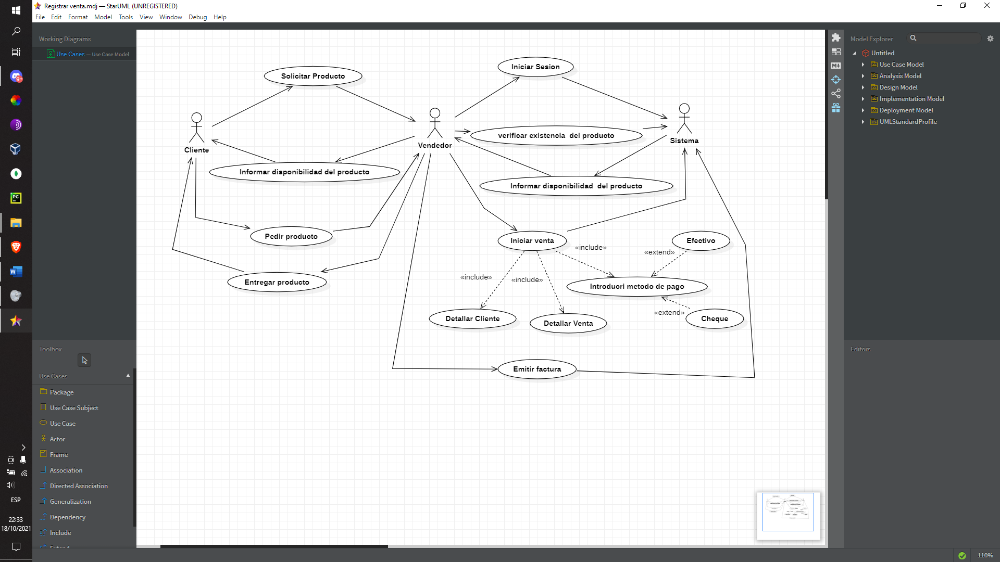 Registrar venta.mdj — StarUML (UNREGISTERED)
File Edit Format Model Tools View Window Debug Help
Working Diagrams
Use Cases — Use Case Model
Toolbox
Use Cases
Package
Use Case Subject
Use Case
Actor
Frame
Association
Directed Association
Generalization
Dependency
Include
Extend
Solicitar Producto
Iniciar Sesion
Cliente
Vendedor
verificar existencia  del producto
Sistema
Informar disponibilidad del producto
Informar disponibilidad  del producto
Pedir producto
Iniciar venta
Efectivo
«include»
«extend»
Entregar producto
«include»
«include»
Introducri metodo de pago
«extend»
Detallar Cliente
Detallar Venta
Cheque
Emitir factura
Model Explorer
Untitled
Use Case Model
Analysis Model
Design Model
Implementation Model
Deployment Model
UMLStandardProfile
Editors
110%
9+
PC
W
M
ESP
22:33
18/10/2021